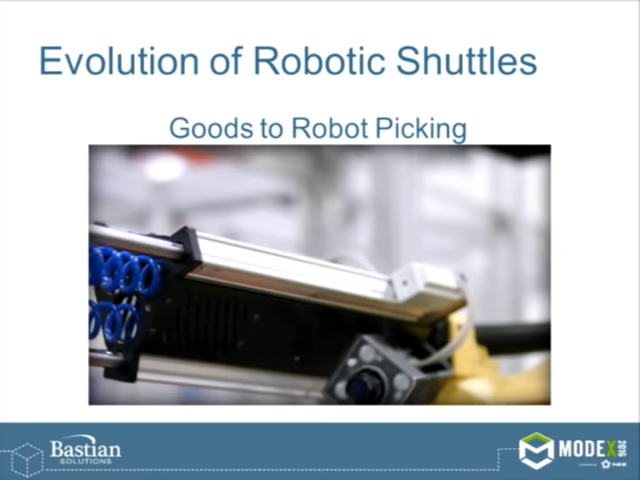 Evolution of Robotic Shuttles
Goods to Robot Picking
Bastian
SOLUTIONS
MODEX
2016